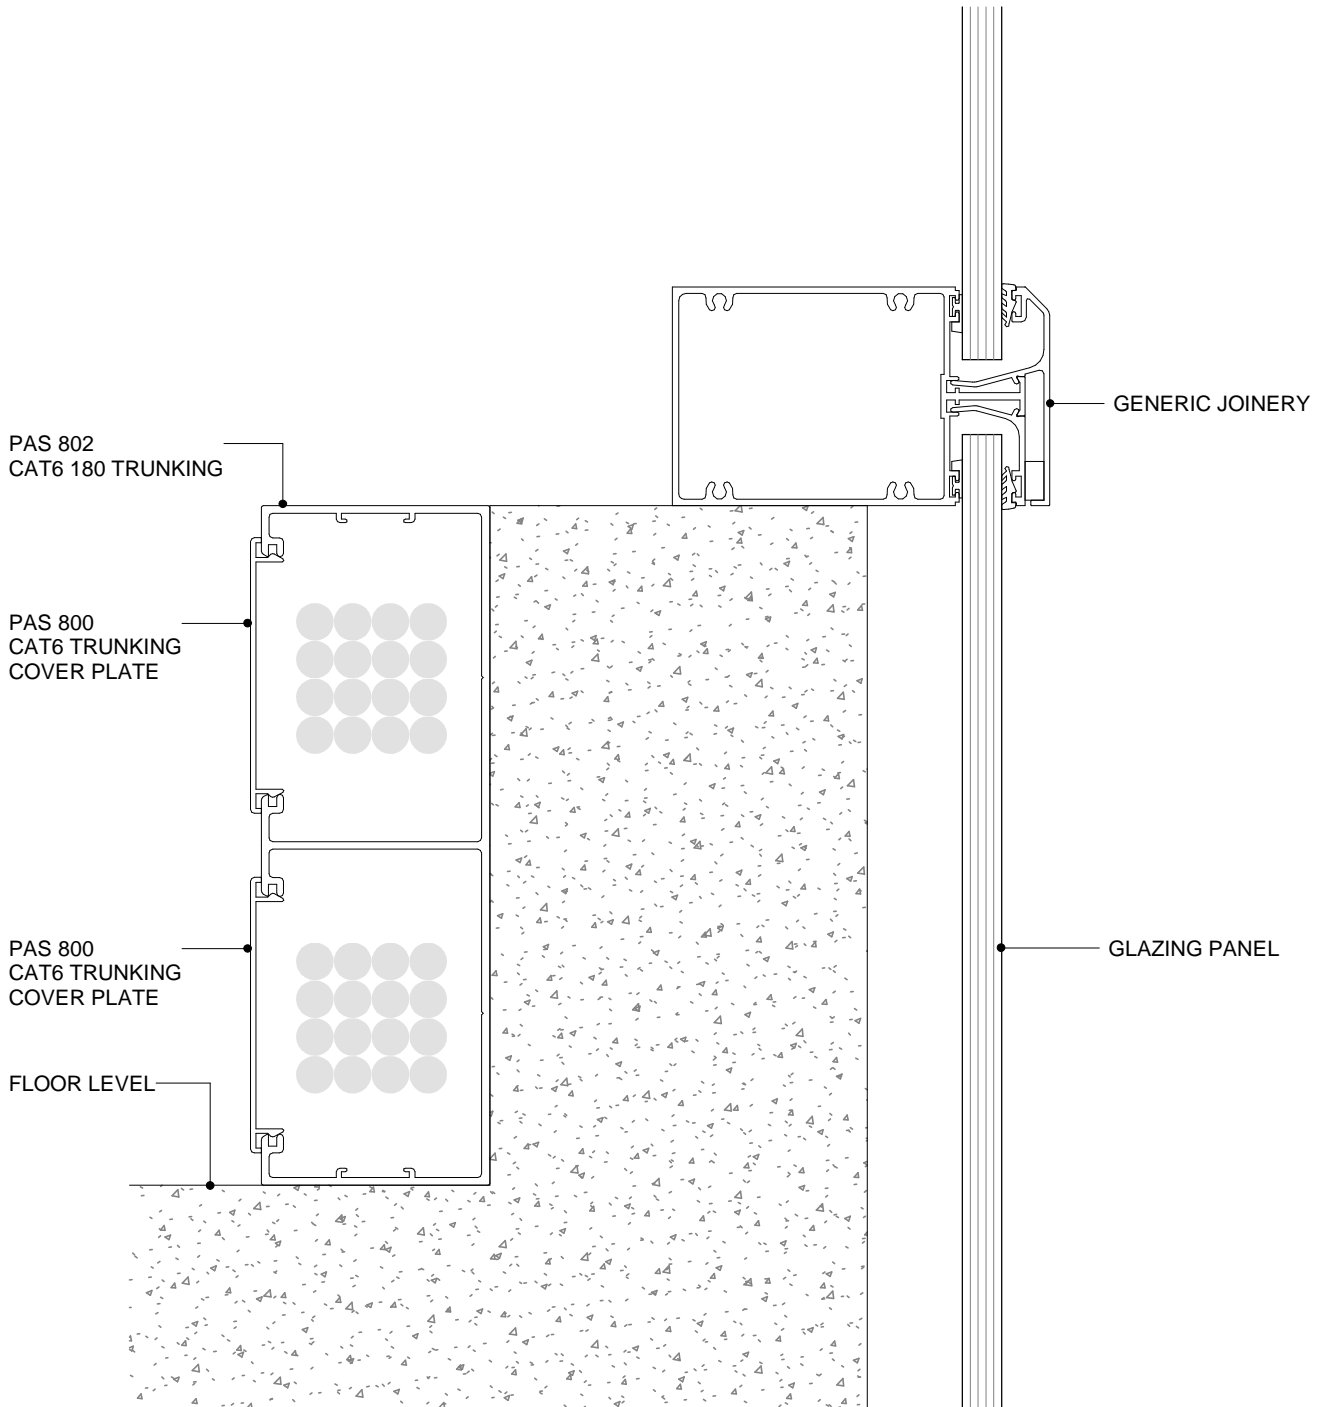 GENERIC JOINERY
PAS 802
CAT6 180 TRUNKING
PAS 800
CAT6 TRUNKING
COVER PLATE
PAS 800
CAT6 TRUNKING
COVER PLATE
GLAZING PANEL
FLOOR LEVEL